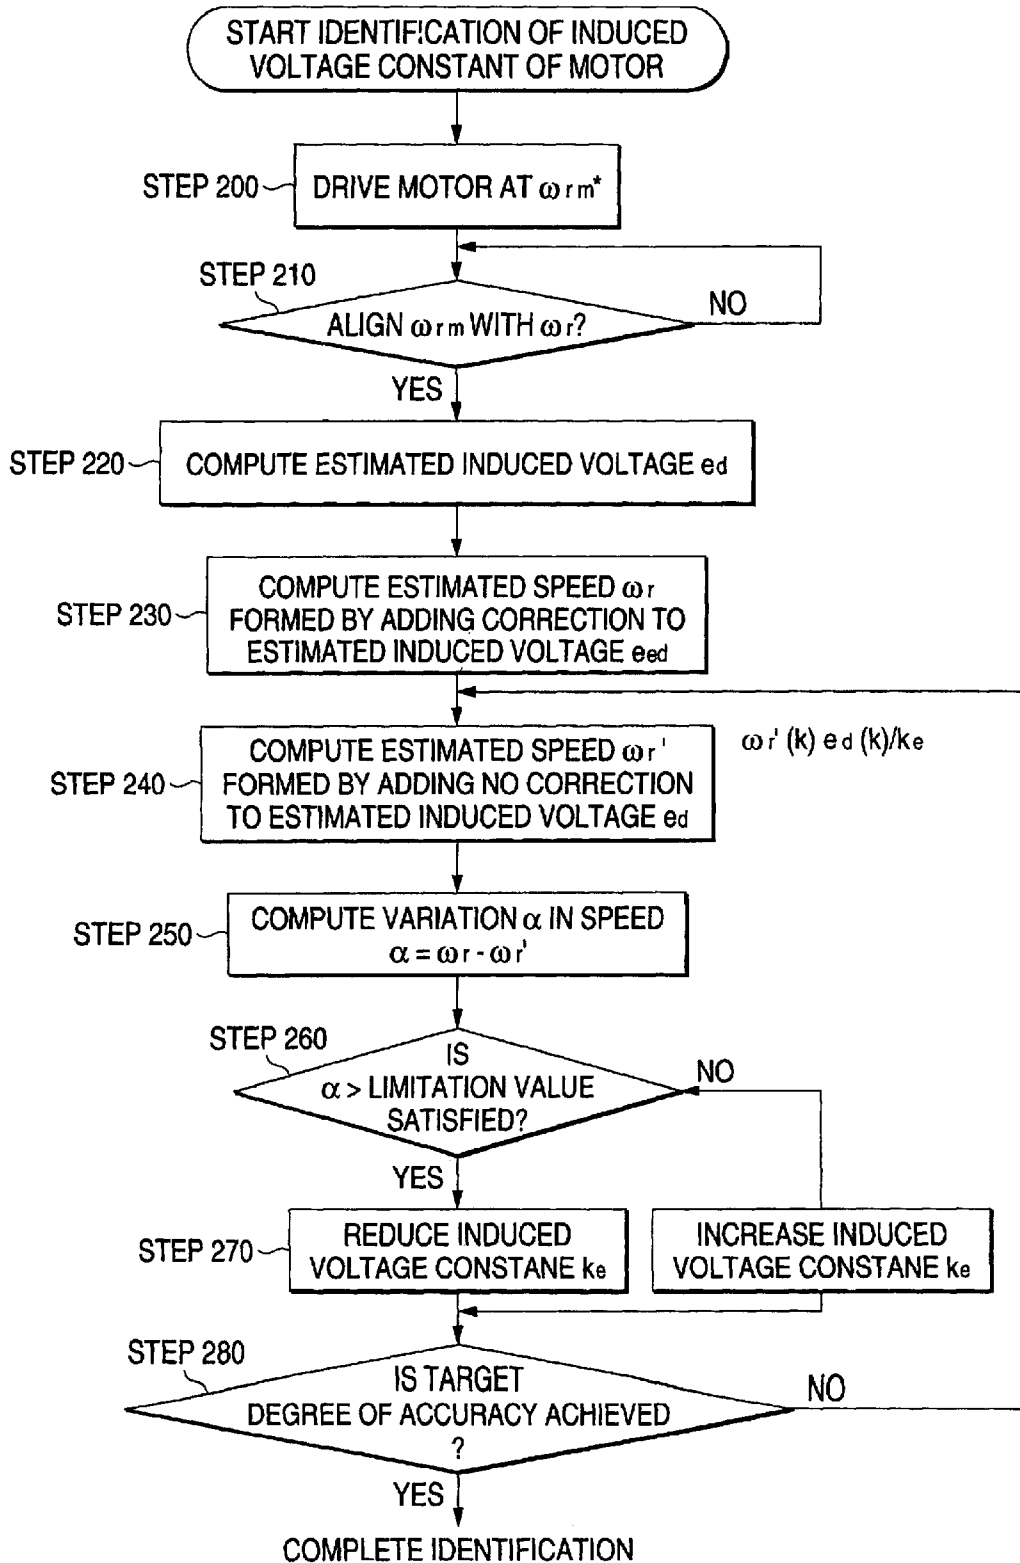 START IDENTIFICATION OF INDUCED
VOLTAGE CONSTANT OF MOTOR
STEP 200
DRIVE MOTOR AT ωrm*
STEP 210
ALIGN ωrm WITH ωr?
NO
YES
STEP 220
COMPUTE ESTIMATED INDUCED VOLTAGE ed
STEP 230
COMPUTE ESTIMATED SPEED ωr
FORMED BY ADDING CORRECTION TO
ESTIMATED INDUCED VOLTAGE eed
STEP 240
COMPUTE ESTIMATED SPEED ωr'
FORMED BY ADDING NO CORRECTION
TO ESTIMATED INDUCED VOLTAGE ed
ωr'(k) ed(k)/ke
STEP 250
COMPUTE VARIATION α IN SPEED
α = ωr - ωr'
STEP 260
IS
α > LIMITATION VALUE
SATISFIED?
NO
YES
STEP 270
REDUCE INDUCED
VOLTAGE CONSTANE ke
INCREASE INDUCED
VOLTAGE CONSTANE ke
STEP 280
IS TARGET
DEGREE OF ACCURACY ACHIEVED
?
NO
YES
COMPLETE IDENTIFICATION